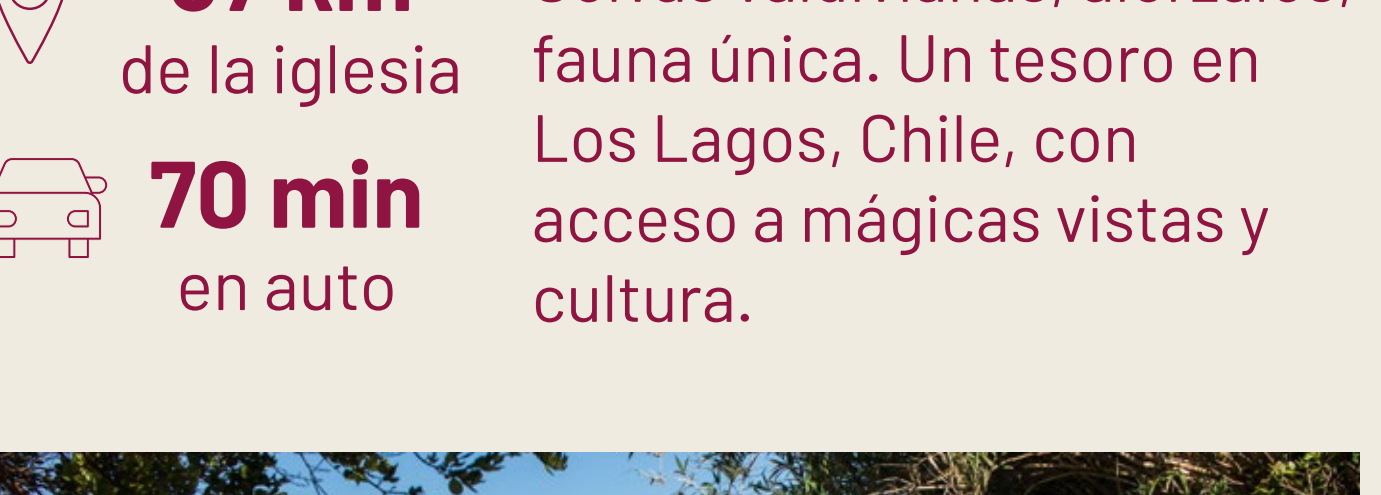 km
de la iglesia
70 min
en auto
fauna única. Un tesoro en
Los Lagos, Chile, con
acceso a mágicas vistas y
cultura.